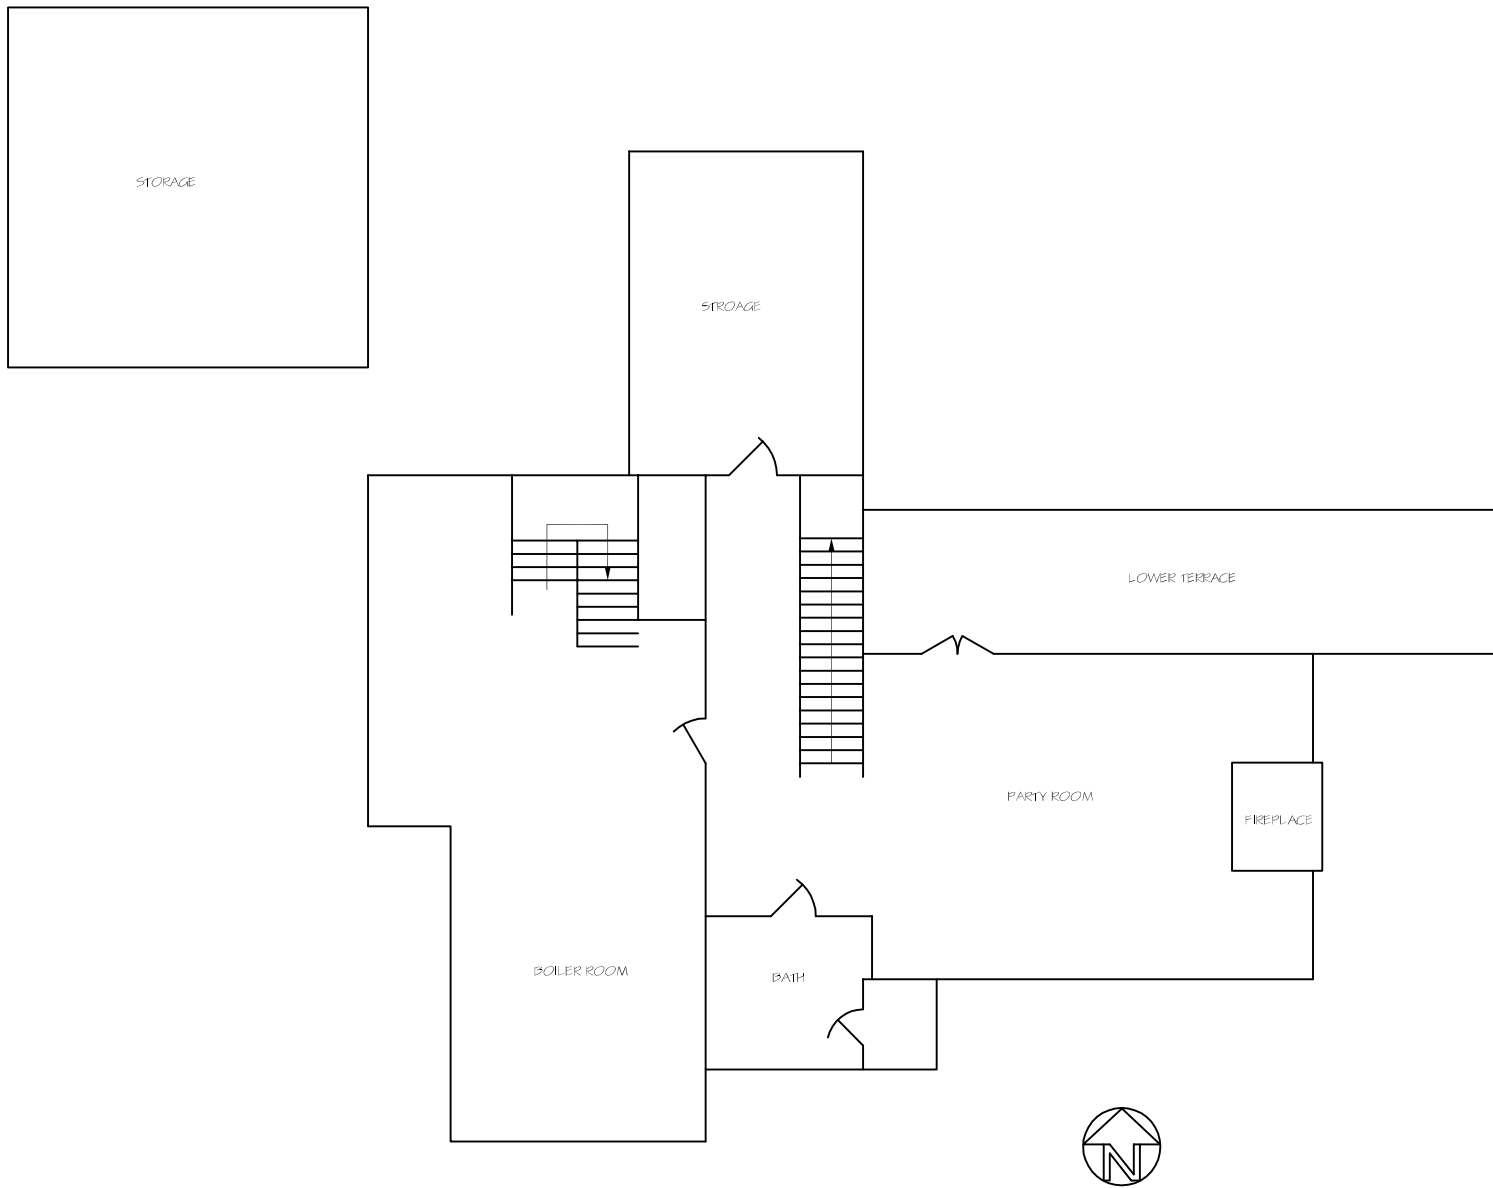 STORAGE
STROAGE
LOWER TERRACE
PARTY ROOM
FIREPLACE
BOILER ROOM
BATH
N